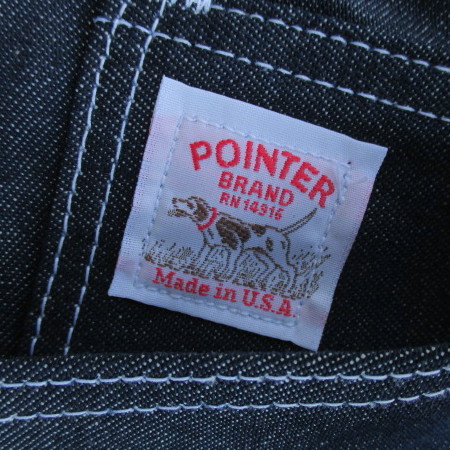 POINTER
BRAND
RN 14916
Made in U.S.A.